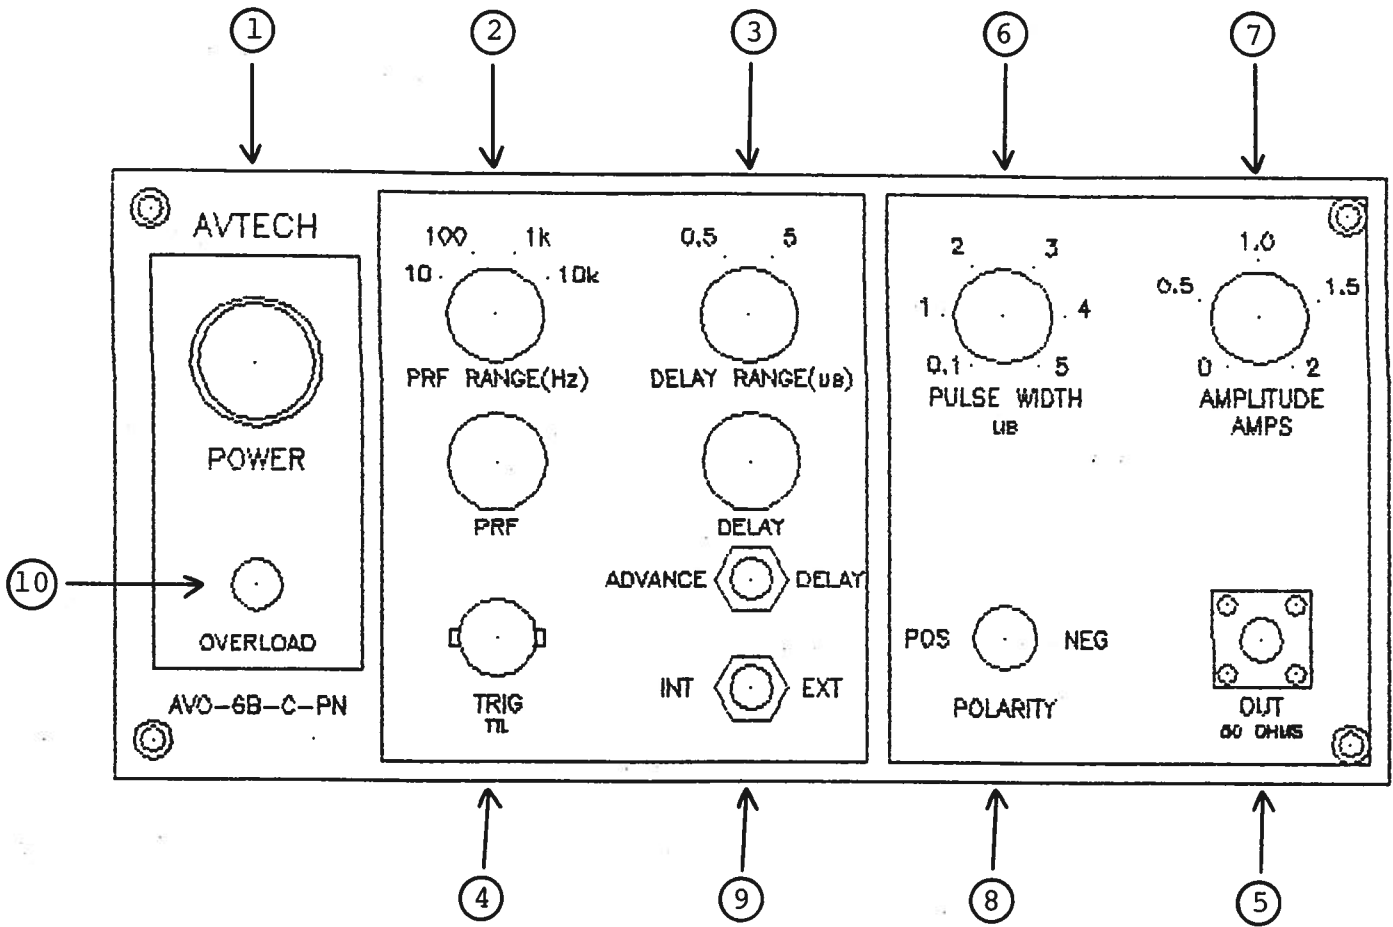 1 2 3 6 7
AVTECH
POWER
10
OVERLOAD
AVO-6B-C-PN
10 100 1k 10k
PRF RANGE(Hz)
PRF
TRIG
TTL
0.5 5
DELAY RANGE(us)
DELAY
ADVANCE DELAY
INT EXT
0.1 1 2 3 4 5
PULSE WIDTH
us
POS NEG
POLARITY
0 0.5 1.0 1.5 2
AMPLITUDE
AMPS
OUT
50 OHMS
4 9 8 5